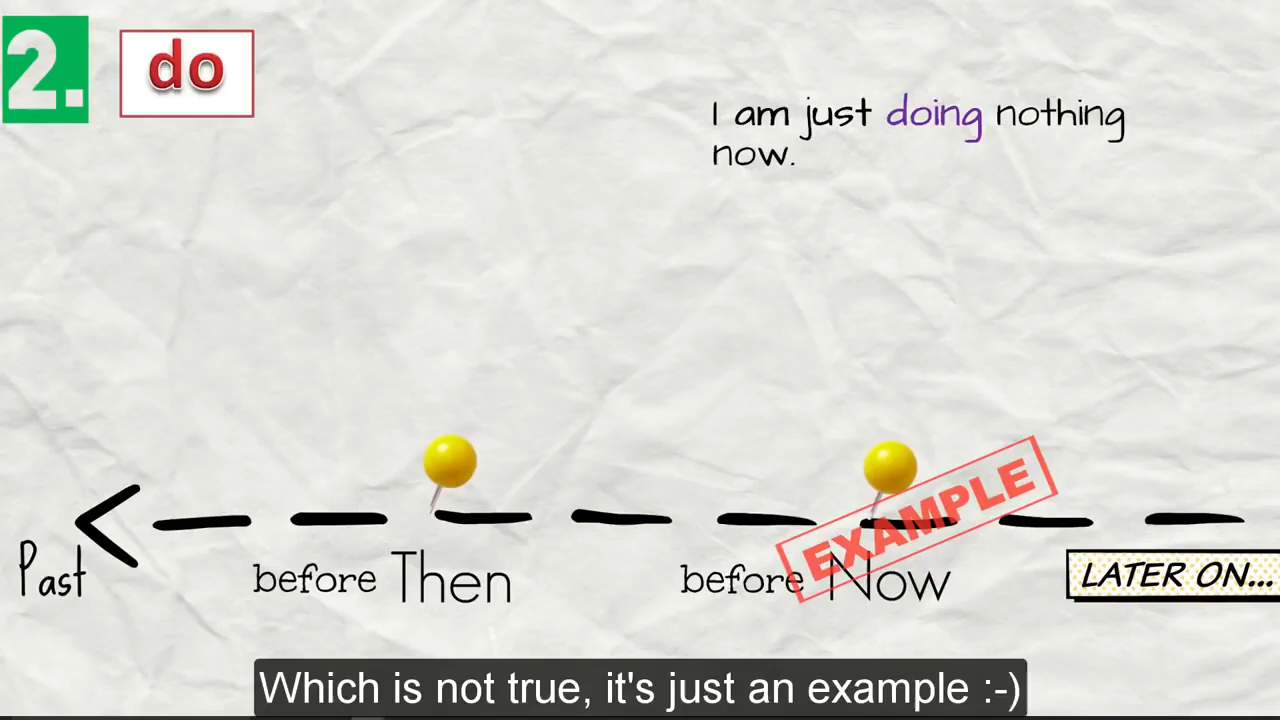 2.
do
I am just doing nothing
now.
EXAMPLE
Past
before Then
before Now
LATER ON...
Which is not true, it's just an example :-)